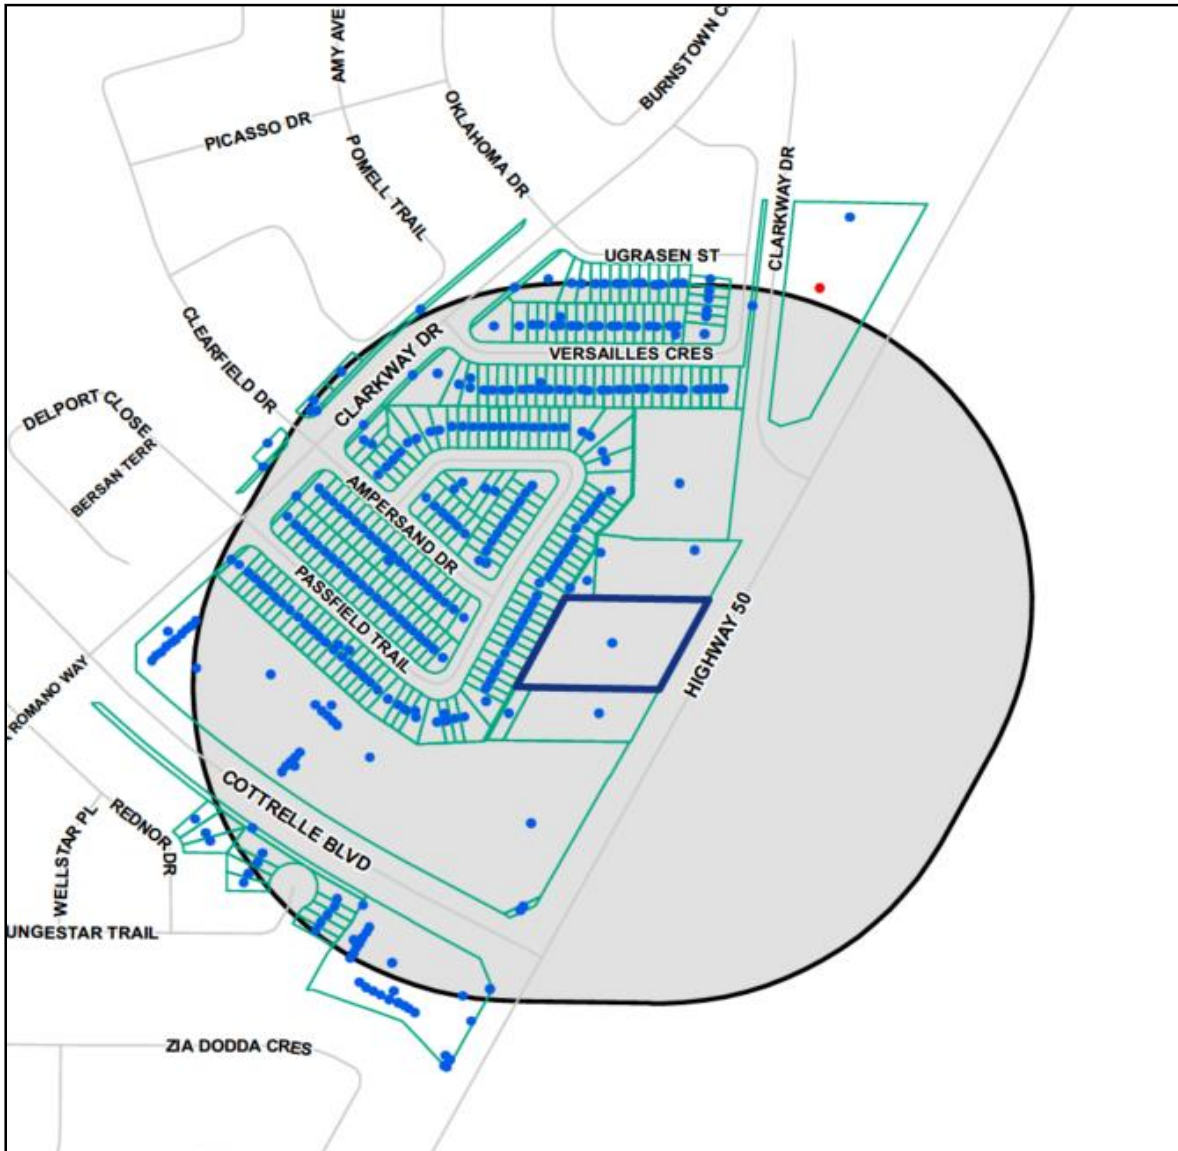 AMY AVE
BURNSTOWN C
PICASSO DR
OKLAHOMA DR
POMELL TRAIL
CLARKWAY DR
UGRASEN ST
CLEARFIELD DR
VERSAILLES CRES
CLARKWAY DR
DELPORT CLOSE
BERSAN TERR
AMPERSAND DR
PASSFIELD TRAIL
HIGHWAY 50
ROMANO WAY
COTTRELLE BLVD
WELLSTAR PL
REDNOR DR
UNGESTAR TRAIL
ZIA DODDA CRES